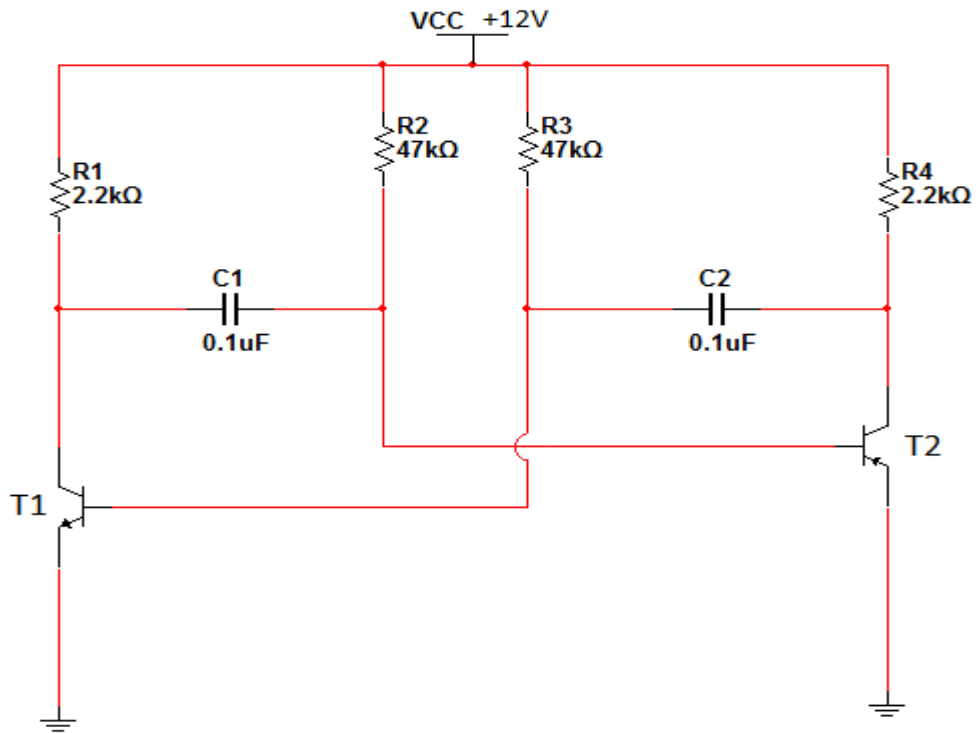 VCC +12V
R1
2.2kΩ
R2
47kΩ
R3
47kΩ
R4
2.2kΩ
C1
0.1uF
C2
0.1uF
T1
T2